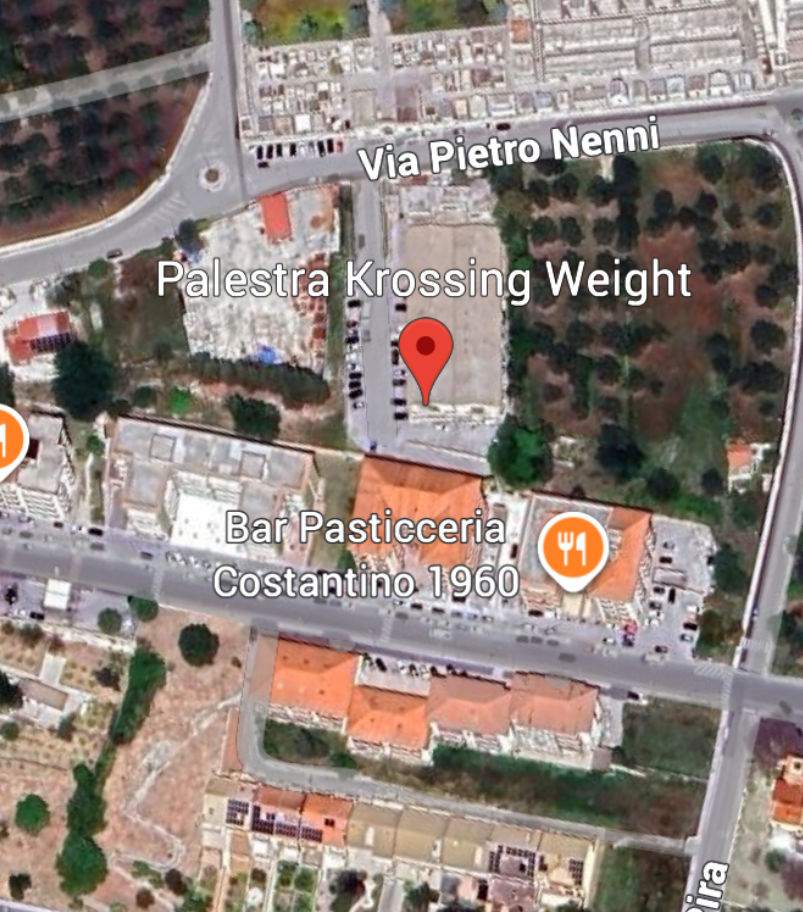 Via Pietro Nenni
Palestra Krossing Weight
Bar Pasticceria
Costantino 1960